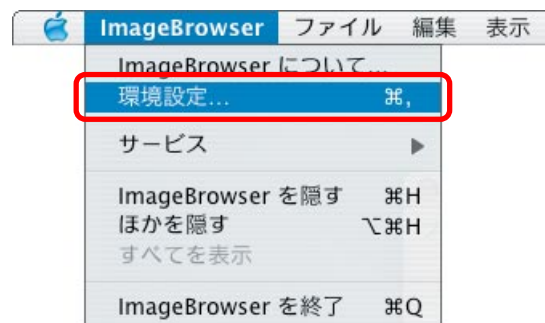 ImageBrowser ファイル 編集 表示
ImageBrowser について...
環境設定... ⌘,
サービス ▶
ImageBrowser を隠す ⌘H
ほかを隠す ⌥⌘H
すべてを表示
ImageBrowser を終了 ⌘Q